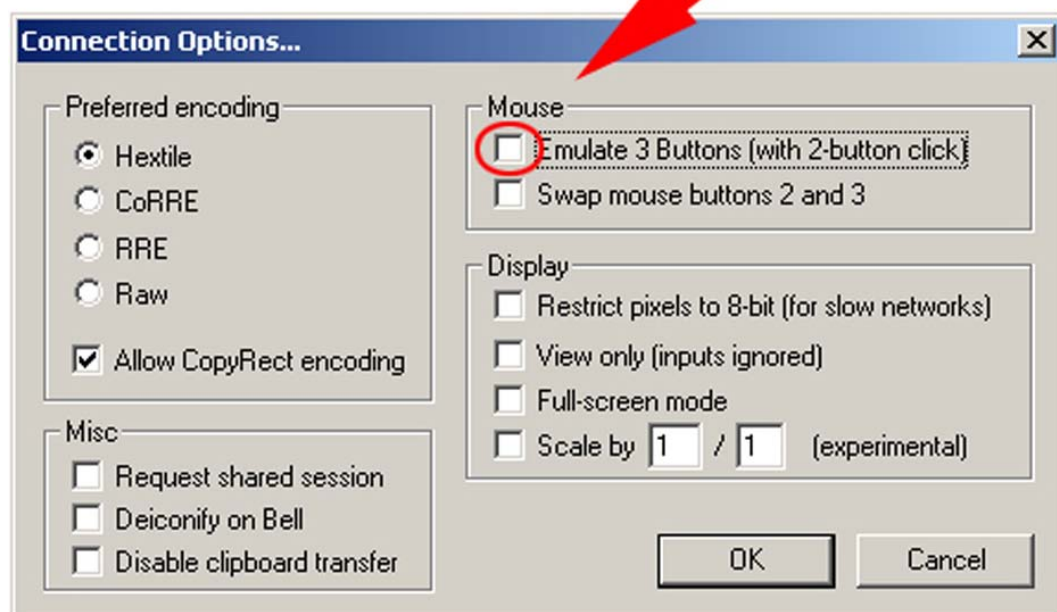 Connection Options...
Preferred encoding
Hextile
CoRRE
RRE
Raw
Allow CopyRect encoding
Misc
Request shared session
Deiconify on Bell
Disable clipboard transfer
Mouse
Emulate 3 Buttons (with 2-button click)
Swap mouse buttons 2 and 3
Display
Restrict pixels to 8-bit (for slow networks)
View only (inputs ignored)
Full-screen mode
Scale by 1 / 1 (experimental)
OK Cancel